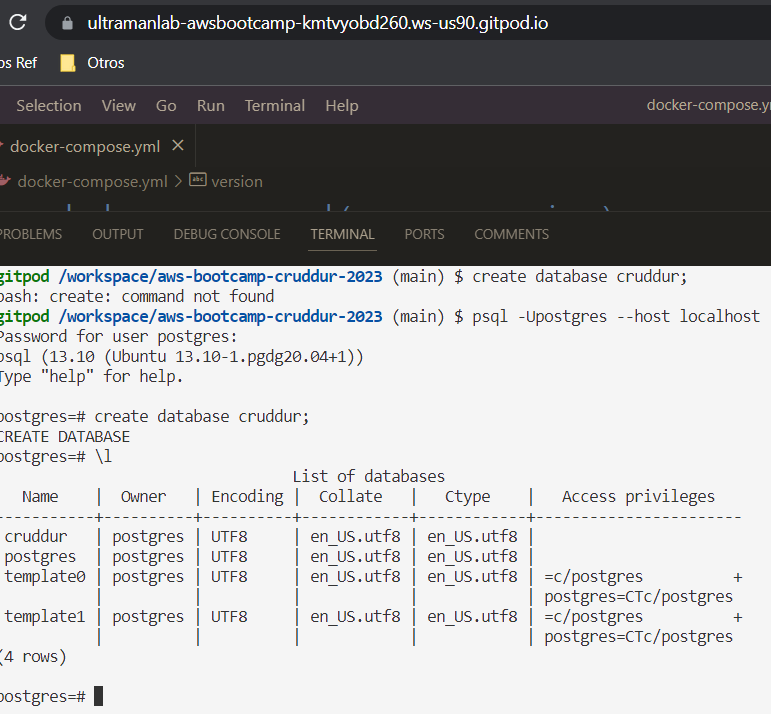 ultramanlab-awsbootcamp-kmtvyobd260.ws-us90.gitpod.io
os Ref Otros
Selection View Go Run Terminal Help docker-compose.ym
docker-compose.yml ×
docker-compose.yml > abc version
PROBLEMS OUTPUT DEBUG CONSOLE TERMINAL PORTS COMMENTS
gitpod /workspace/aws-bootcamp-cruddur-2023 (main) $ create database cruddur;
bash: create: command not found
gitpod /workspace/aws-bootcamp-cruddur-2023 (main) $ psql -Upostgres --host localhost
Password for user postgres:
psql (13.10 (Ubuntu 13.10-1.pgdg20.04+1))
Type "help" for help.
postgres=# create database cruddur;
CREATE DATABASE
postgres=# \l
List of databases
Name | Owner | Encoding | Collate | Ctype | Access privileges
-----------+----------+----------+------------+------------+-----------------------
cruddur | postgres | UTF8 | en_US.utf8 | en_US.utf8 |
postgres | postgres | UTF8 | en_US.utf8 | en_US.utf8 |
template0 | postgres | UTF8 | en_US.utf8 | en_US.utf8 | =c/postgres +
| | | | | postgres=CTc/postgres
template1 | postgres | UTF8 | en_US.utf8 | en_US.utf8 | =c/postgres +
| | | | | postgres=CTc/postgres
(4 rows)
postgres=#